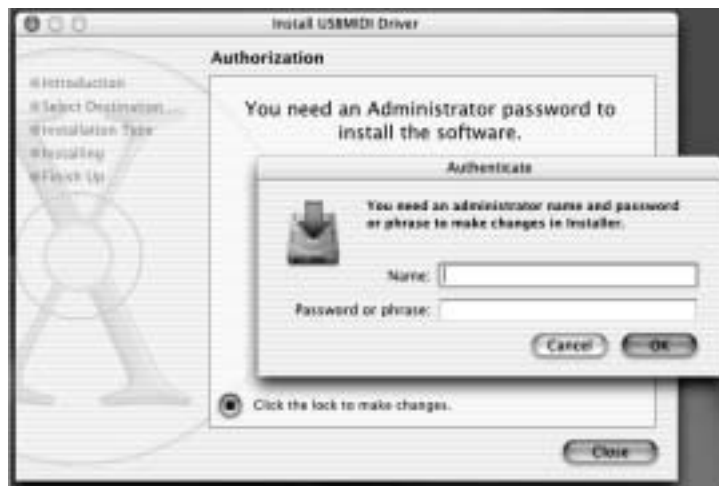 Install USBMIDI Driver
Authorization
Introduction
Select Destination
Installation Type
Installing
Finish Up
You need an Administrator password to
install the software.
Authenticate
You need an administrator name and password
or phrase to make changes in Installer.
Name:
Password or phrase:
Cancel
OK
Click the lock to make changes.
Close